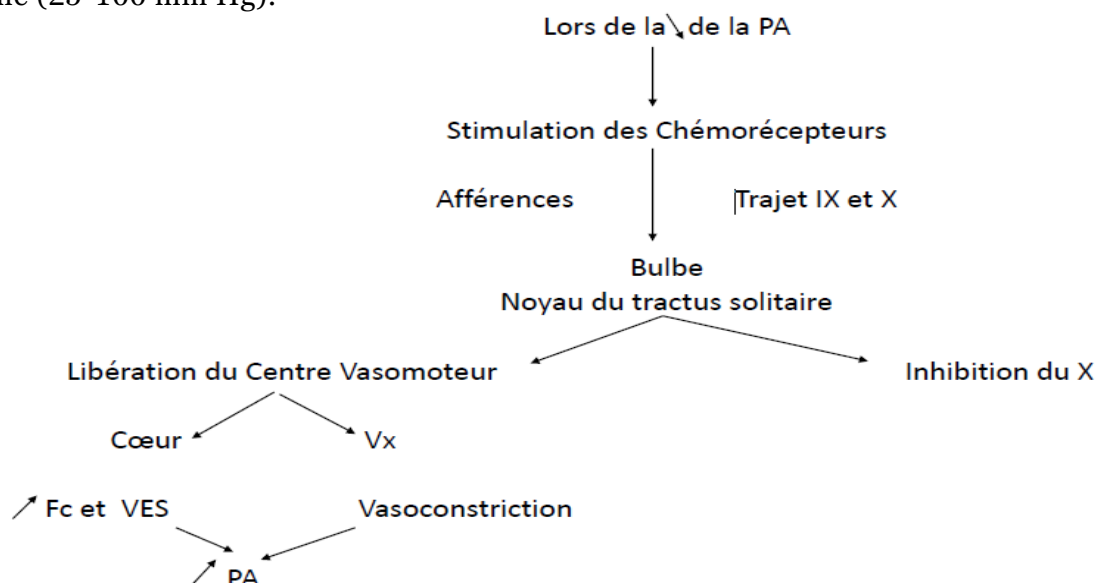 (25-100 mm Hg).
Lors de la de la PA
Stimulation des Chémorécepteurs
Afférences Trajet IX et X
Bulbe
Noyau du tractus solitaire
Libération du Centre Vasomoteur Inhibition du X
Cœur Vx
Fc et VES Vasoconstriction
PA